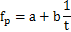 fₚ = a + b 1/t